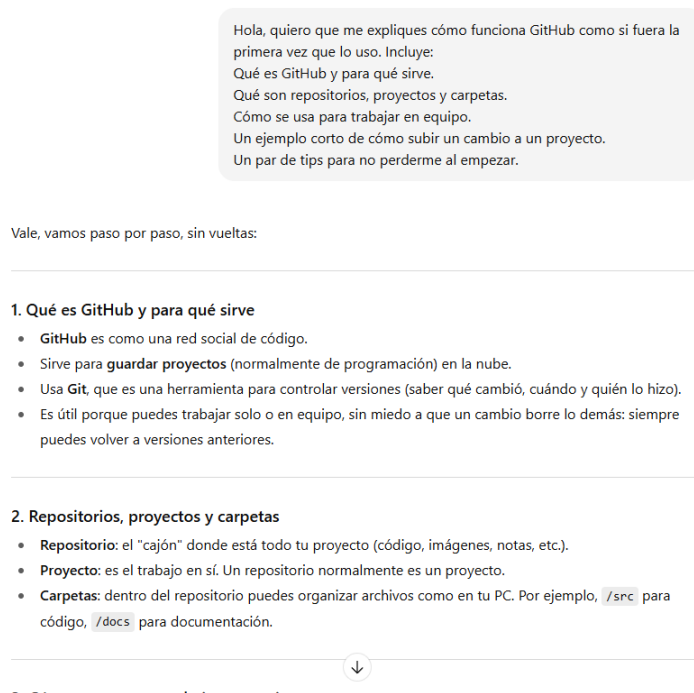 Hola, quiero que me expliques cómo funciona GitHub como si fuera la
primera vez que lo uso. Incluye:
Qué es GitHub y para qué sirve.
Qué son repositorios, proyectos y carpetas.
Cómo se usa para trabajar en equipo.
Un ejemplo corto de cómo subir un cambio a un proyecto.
Un par de tips para no perderme al empezar.
Vale, vamos paso por paso, sin vueltas:
1. Qué es GitHub y para qué sirve
• GitHub es como una red social de código.
• Sirve para guardar proyectos (normalmente de programación) en la nube.
• Usa Git, que es una herramienta para controlar versiones (saber qué cambió, cuándo y quién lo hizo).
• Es útil porque puedes trabajar solo o en equipo, sin miedo a que un cambio borre lo demás: siempre
puedes volver a versiones anteriores.
2. Repositorios, proyectos y carpetas
• Repositorio: el "cajón" donde está todo tu proyecto (código, imágenes, notas, etc.).
• Proyecto: es el trabajo en sí. Un repositorio normalmente es un proyecto.
• Carpetas: dentro del repositorio puedes organizar archivos como en tu PC. Por ejemplo, /src para
código, /docs para documentación.